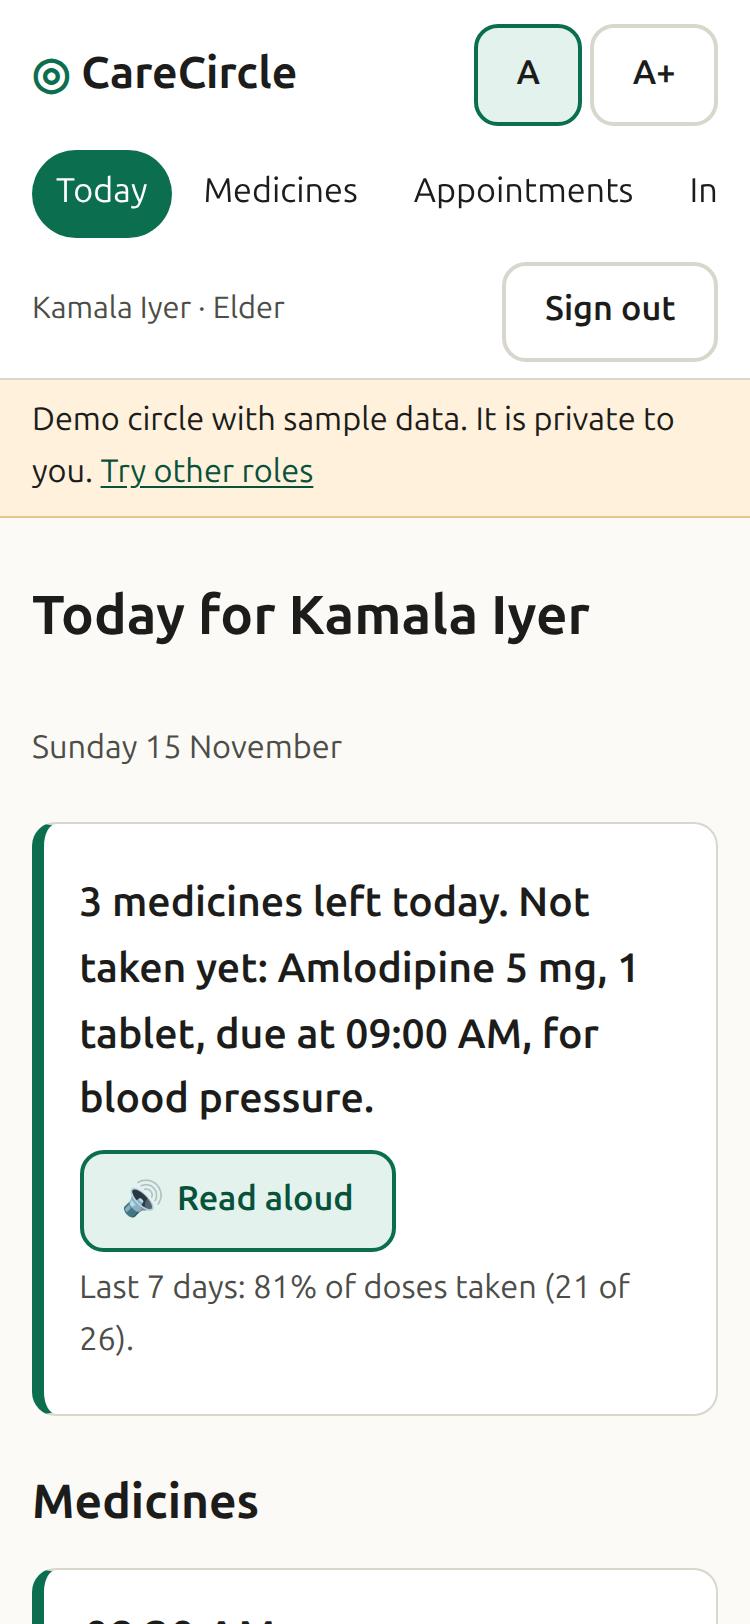 CareCircle
A
A+
Today
Medicines
Appointments
In
Kamala Iyer · Elder
Sign out
Demo circle with sample data. It is private to
you. Try other roles
Today for Kamala Iyer
Sunday 15 November
3 medicines left today. Not
taken yet: Amlodipine 5 mg, 1
tablet, due at 09:00 AM, for
blood pressure.
Read aloud
Last 7 days: 81% of doses taken (21 of
26).
Medicines